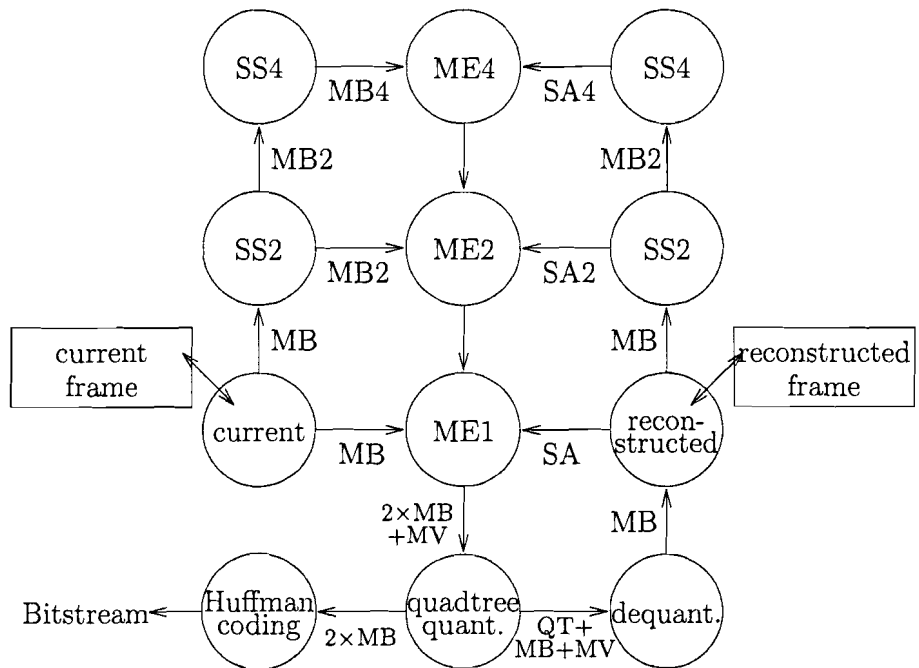 SS4
ME4
SS4
MB4
SA4
MB2
MB2
SS2
ME2
SS2
MB2
SA2
current
frame
MB
MB
reconstructed
frame
current
ME1
recon-
structed
MB
SA
2×MB
+MV
MB
Bitstream
Huffman
coding
quadtree
quant.
dequant.
2×MB
QT+
MB+MV